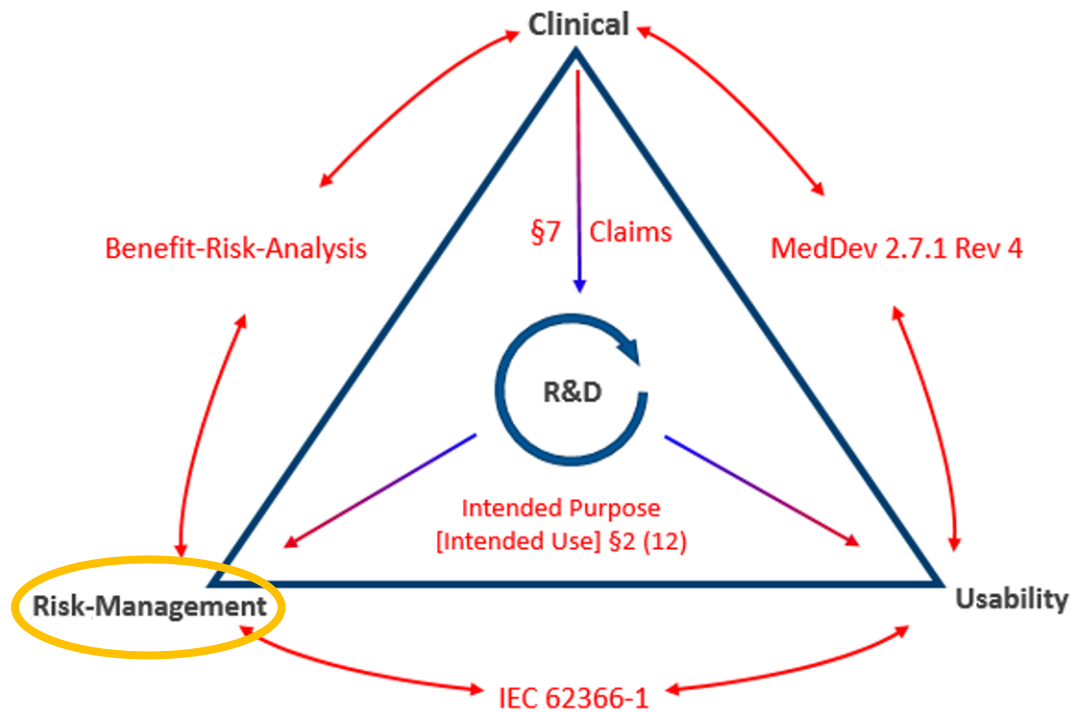 Clinical
§7 Claims
Benefit-Risk-Analysis
MedDev 2.7.1 Rev 4
R&D
Intended Purpose
[Intended Use] §2 (12)
Risk-Management
Usability
IEC 62366-1